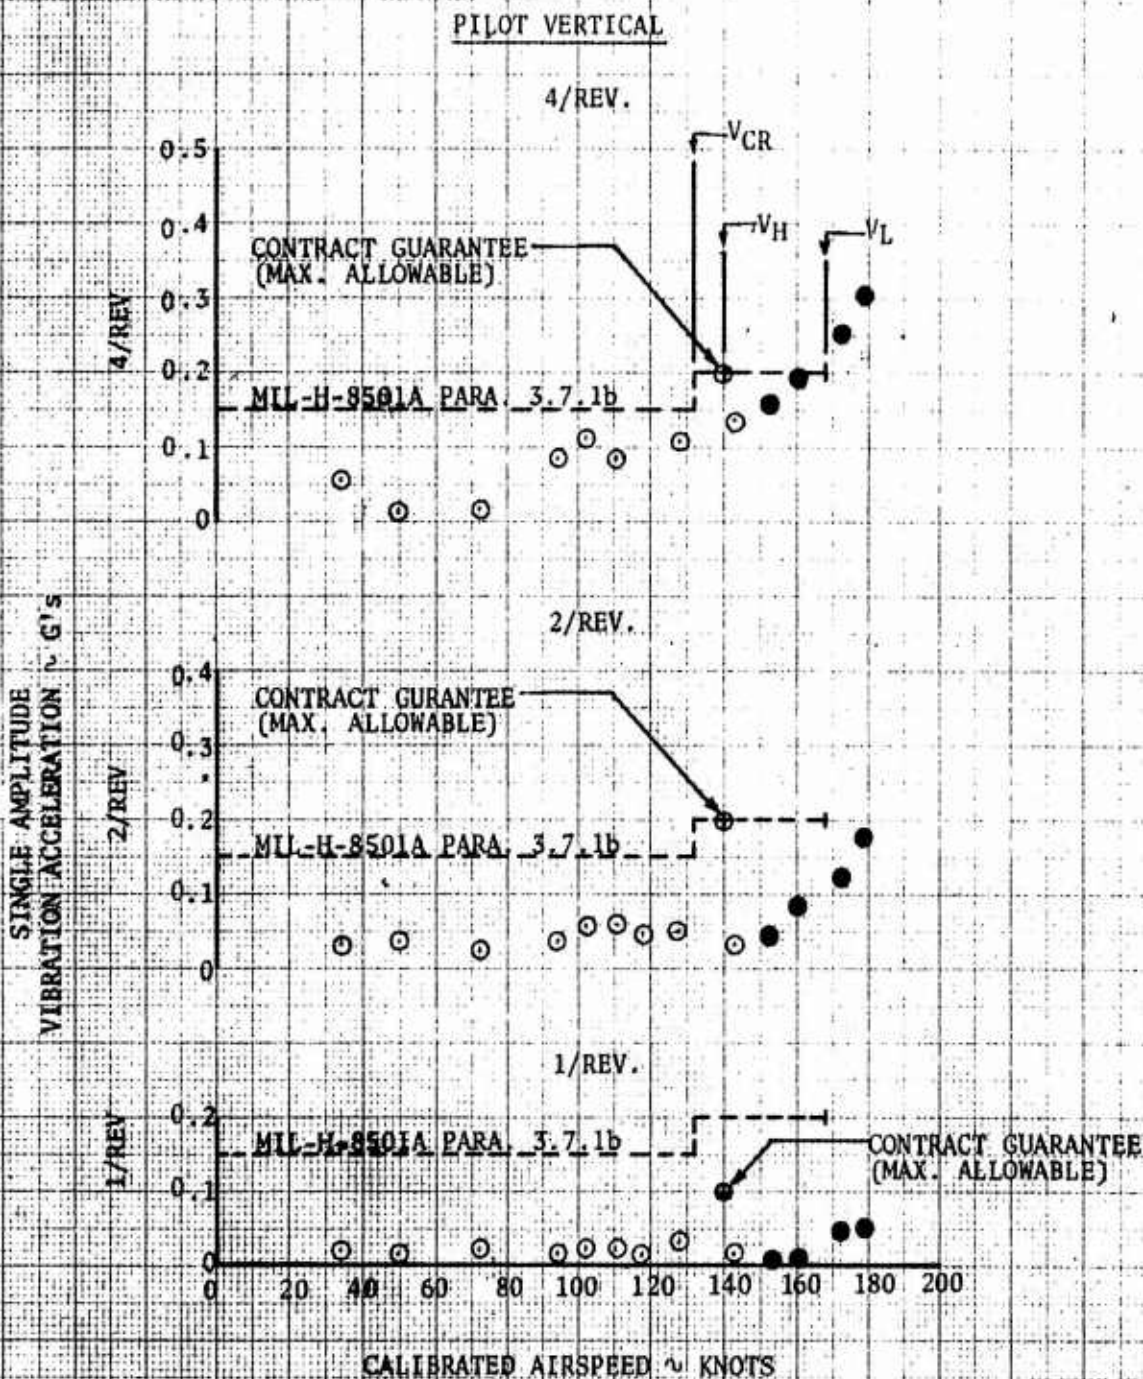 PILOT VERTICAL
4/REV.
V_CR
0.5
0.4
V_H
V_L
CONTRACT GUARANTEE
(MAX. ALLOWABLE)
0.3
4/REV
0.2
MIL-H-8501A PARA. 3.7.1b
0.1
0
2/REV.
0.4
CONTRACT GURANTEE
(MAX. ALLOWABLE)
0.3
2/REV
0.2
MIL-H-8501A PARA. 3.7.1b
0.1
0
SINGLE AMPLITUDE
VIBRATION ACCELERATION ~ G's
1/REV.
0.2
MIL-H-8501A PARA. 3.7.1b
CONTRACT GUARANTEE
(MAX. ALLOWABLE)
1/REV
0.1
0
0 20 40 60 80 100 120 140 160 180 200
CALIBRATED AIRSPEED ~ KNOTS